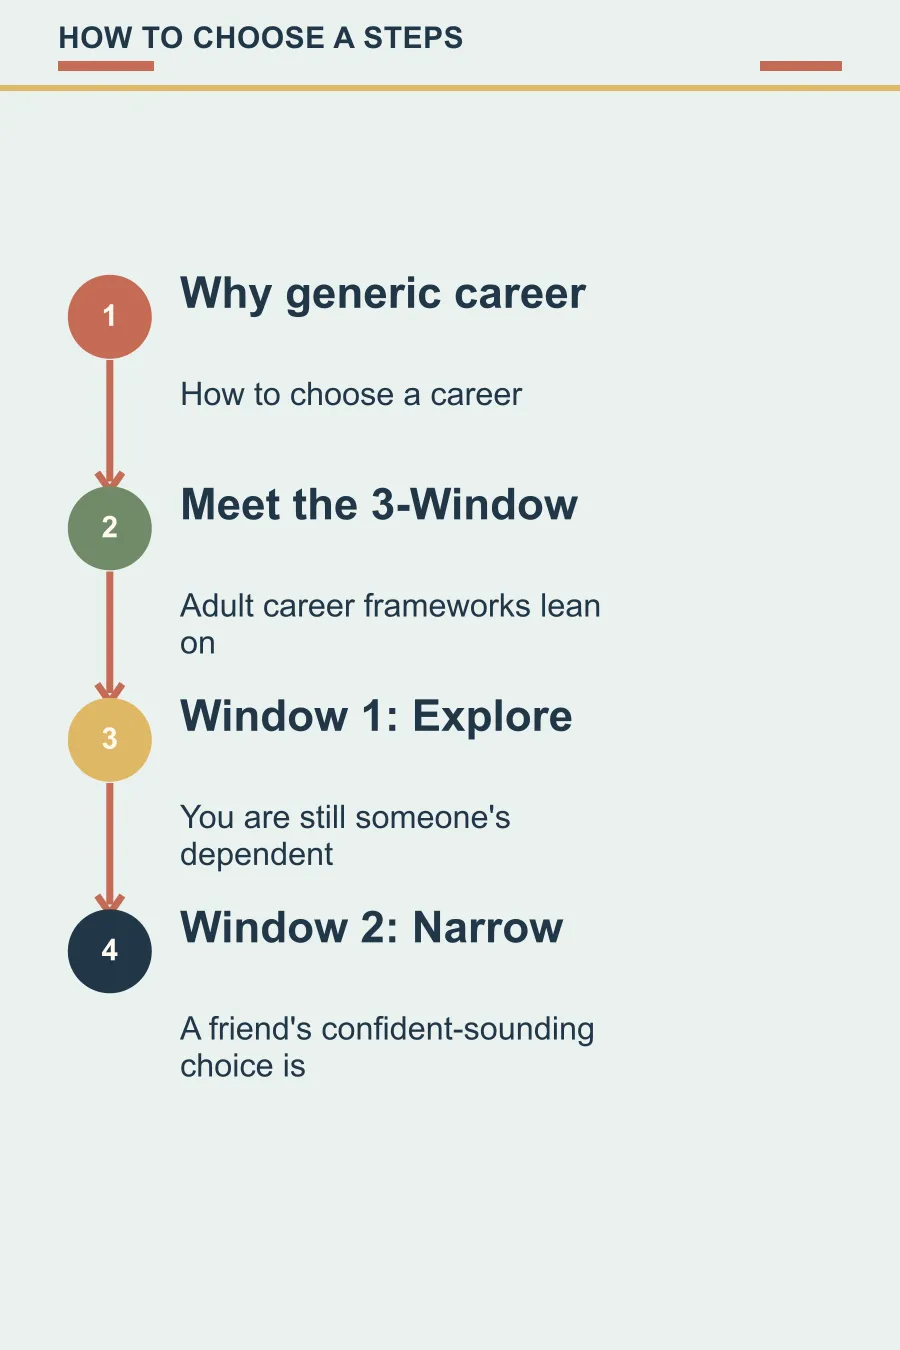 HOW TO CHOOSE A STEPS
1
Why generic career
How to choose a career
2
Meet the 3-Window
Adult career frameworks lean
on
3
Window 1: Explore
You are still someone's
dependent
4
Window 2: Narrow
A friend's confident-sounding
choice is